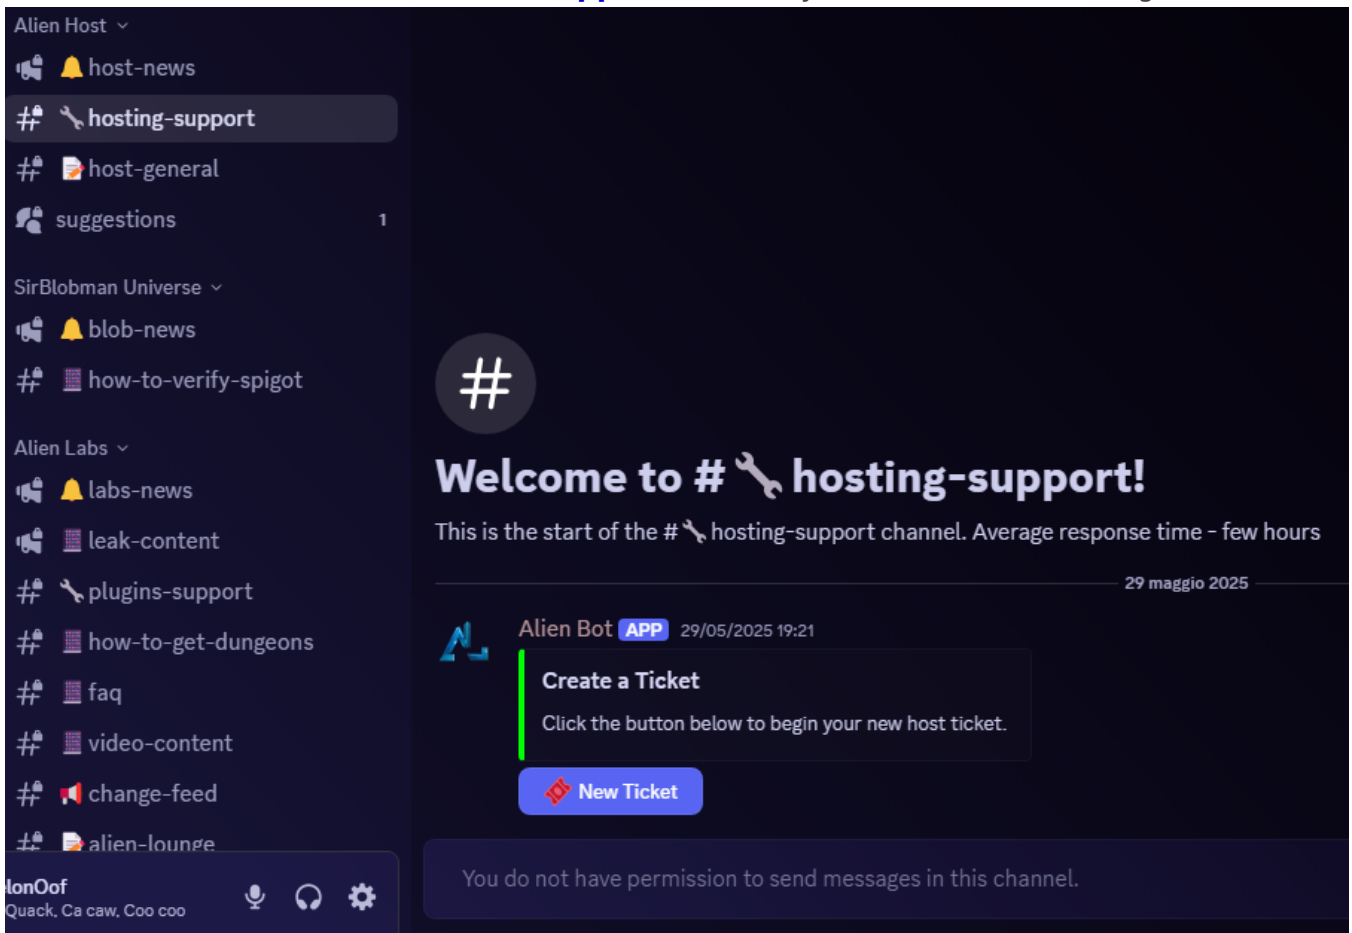 Alien Host
host-news
hosting-support
host-general
suggestions 1
SirBlobman Universe
blob-news
how-to-verify-spigot
Alien Labs
labs-news
leak-content
plugins-support
how-to-get-dungeons
faq
video-content
change-feed
alien-lounge
lonOof
Quack, Ca caw, Coo coo
#
Welcome to # hosting-support!
This is the start of the # hosting-support channel. Average response time - few hours
29 maggio 2025
Alien Bot APP 29/05/2025 19:21
Create a Ticket
Click the button below to begin your new host ticket.
New Ticket
You do not have permission to send messages in this channel.